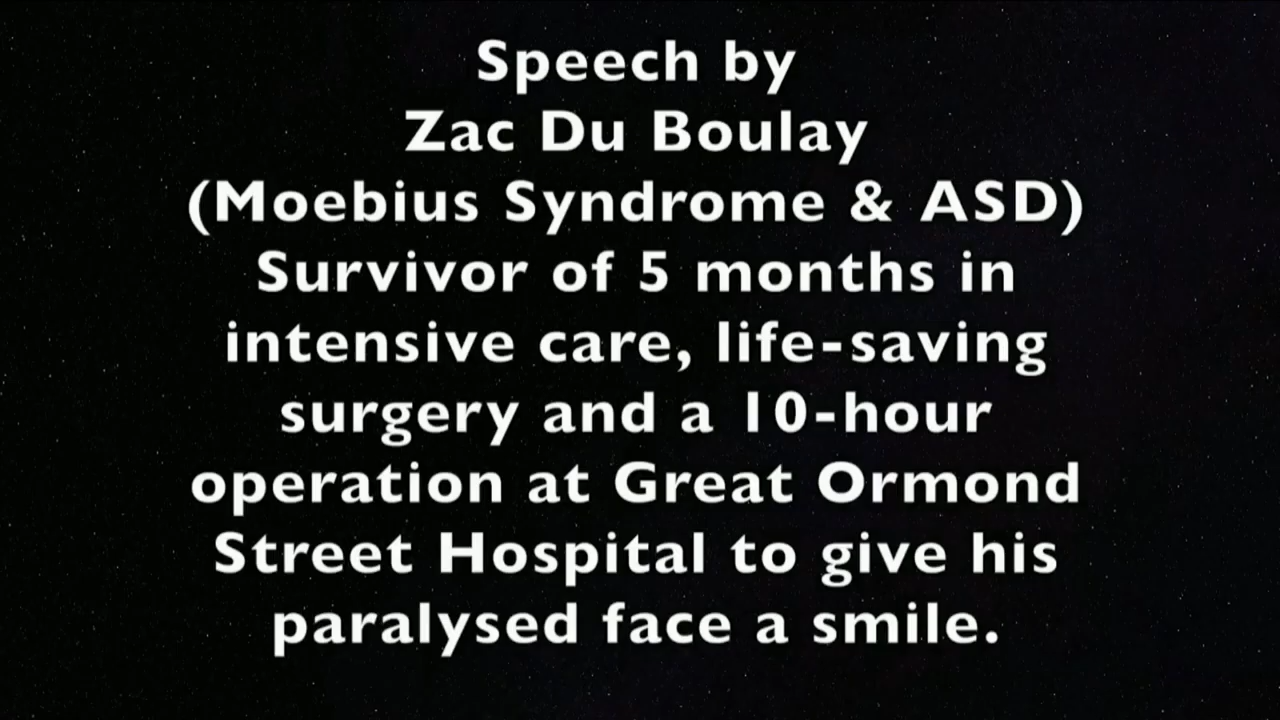 Speech by
Zac Du Boulay
(Moebius Syndrome & ASD)
Survivor of 5 months in
intensive care, life-saving
surgery and a 10-hour
operation at Great Ormond
Street Hospital to give his
paralysed face a smile.